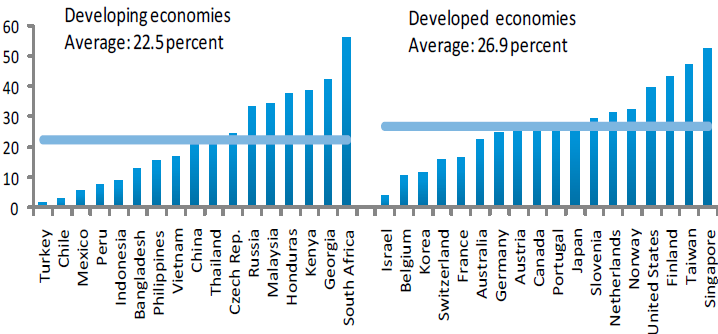 Developing economies
Average: 22.5 percent
Developed economies
Average: 26.9 percent
60
50
40
30
20
10
0
Turkey
Chile
Mexico
Peru
Indonesia
Bangladesh
Philippines
Vietnam
China
Thailand
Czech Rep.
Russia
Malaysia
Honduras
Kenya
Georgia
South Africa
Israel
Belgium
Korea
Switzerland
France
Australia
Germany
Austria
Canada
Portugal
Japan
Slovenia
Netherlands
Norway
United States
Finland
Taiwan
Singapore